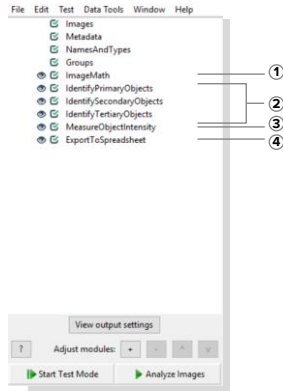 File Edit Test Data Tools Window Help
Images
Metadata
NamesAndTypes
Groups
ImageMath ①
IdentifyPrimaryObjects
IdentifySecondaryObjects ②
IdentifyTertiaryObjects
MeasureObjectIntensity ③
ExportToSpreadsheet ④
View output settings
? Adjust modules: + - ^ v
Start Test Mode Analyze Images